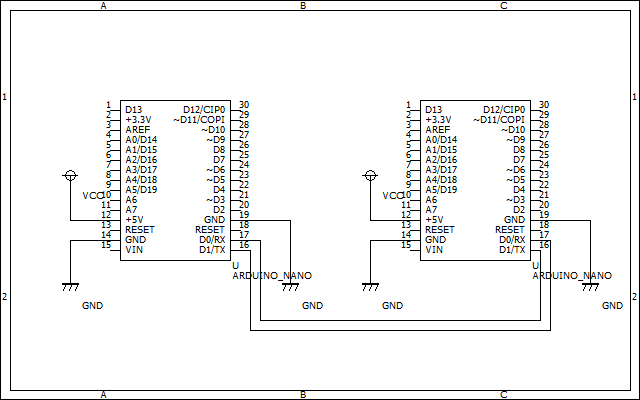 A B C
1 1
1 D13 D12/CIPO 30
2 +3.3V ~D11/COPI 29
3 AREF ~D10 28
4 A0/D14 ~D9 27
5 A1/D15 D8 26
6 A2/D16 D7 25
7 A3/D17 ~D6 24
8 A4/D18 ~D5 23
9 A5/D19 D4 22
10 A6 ~D3 21
11 A7 D2 20
12 +5V GND 19
13 RESET RESET 18
14 GND D0/RX 17
15 VIN D1/TX 16
VCC
U
ARDUINO_NANO
GND
GND
1 D13 D12/CIPO 30
2 +3.3V ~D11/COPI 29
3 AREF ~D10 28
4 A0/D14 ~D9 27
5 A1/D15 D8 26
6 A2/D16 D7 25
7 A3/D17 ~D6 24
8 A4/D18 ~D5 23
9 A5/D19 D4 22
10 A6 ~D3 21
11 A7 D2 20
12 +5V GND 19
13 RESET RESET 18
14 GND D0/RX 17
15 VIN D1/TX 16
VCC
U
ARDUINO_NANO
GND
GND
2 2
A B C